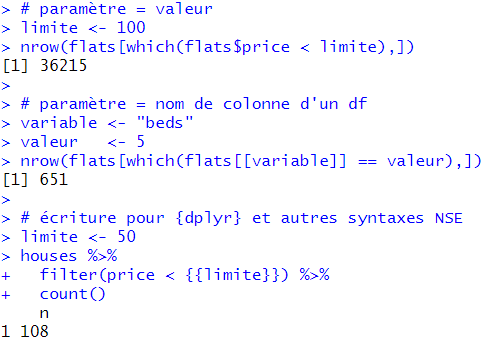 > # paramètre = valeur
> limite <- 100
> nrow(flats[which(flats$price < limite),])
[1] 36215
>
> # paramètre = nom de colonne d'un df
> variable <- "beds"
> valeur   <- 5
> nrow(flats[which(flats[[variable]] == valeur),])
[1] 651
>
> # écriture pour {dplyr} et autres syntaxes NSE
> limite <- 50
> houses %>%
+   filter(price < {{limite}}) %>%
+   count()
    n
1 108